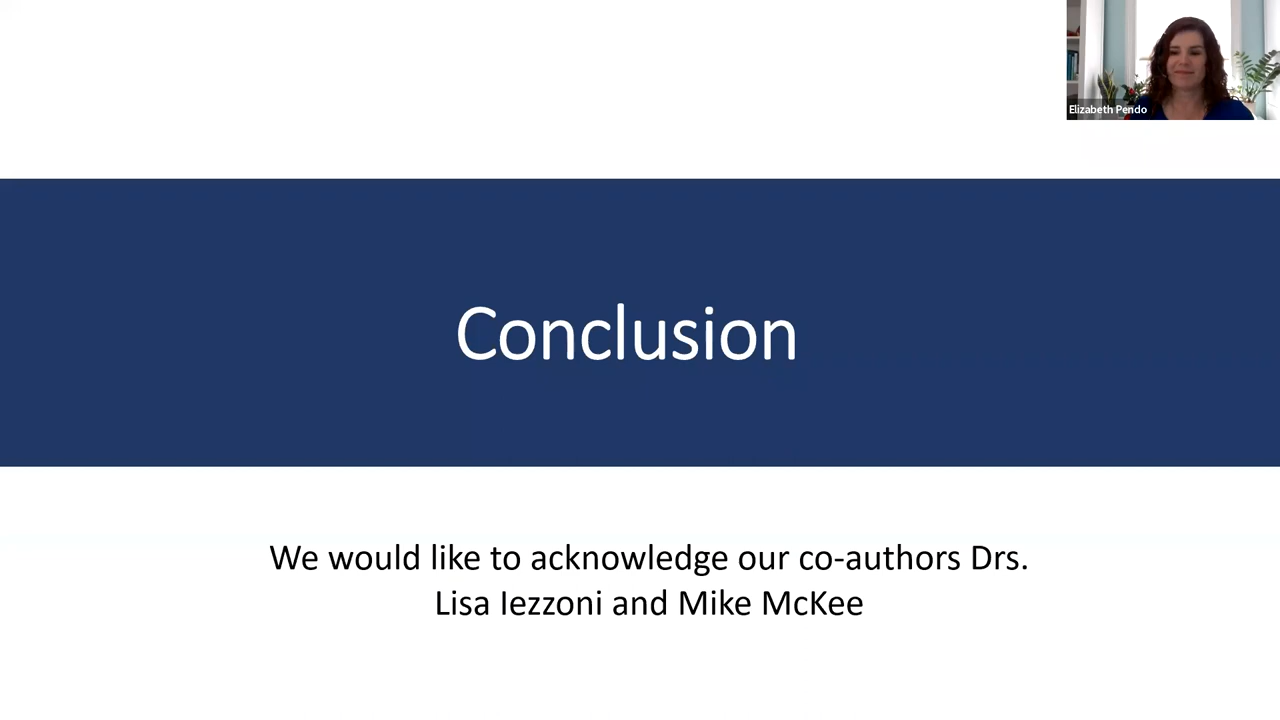 Elizabeth Pendo
Conclusion
We would like to acknowledge our co-authors Drs.
Lisa Iezzoni and Mike McKee